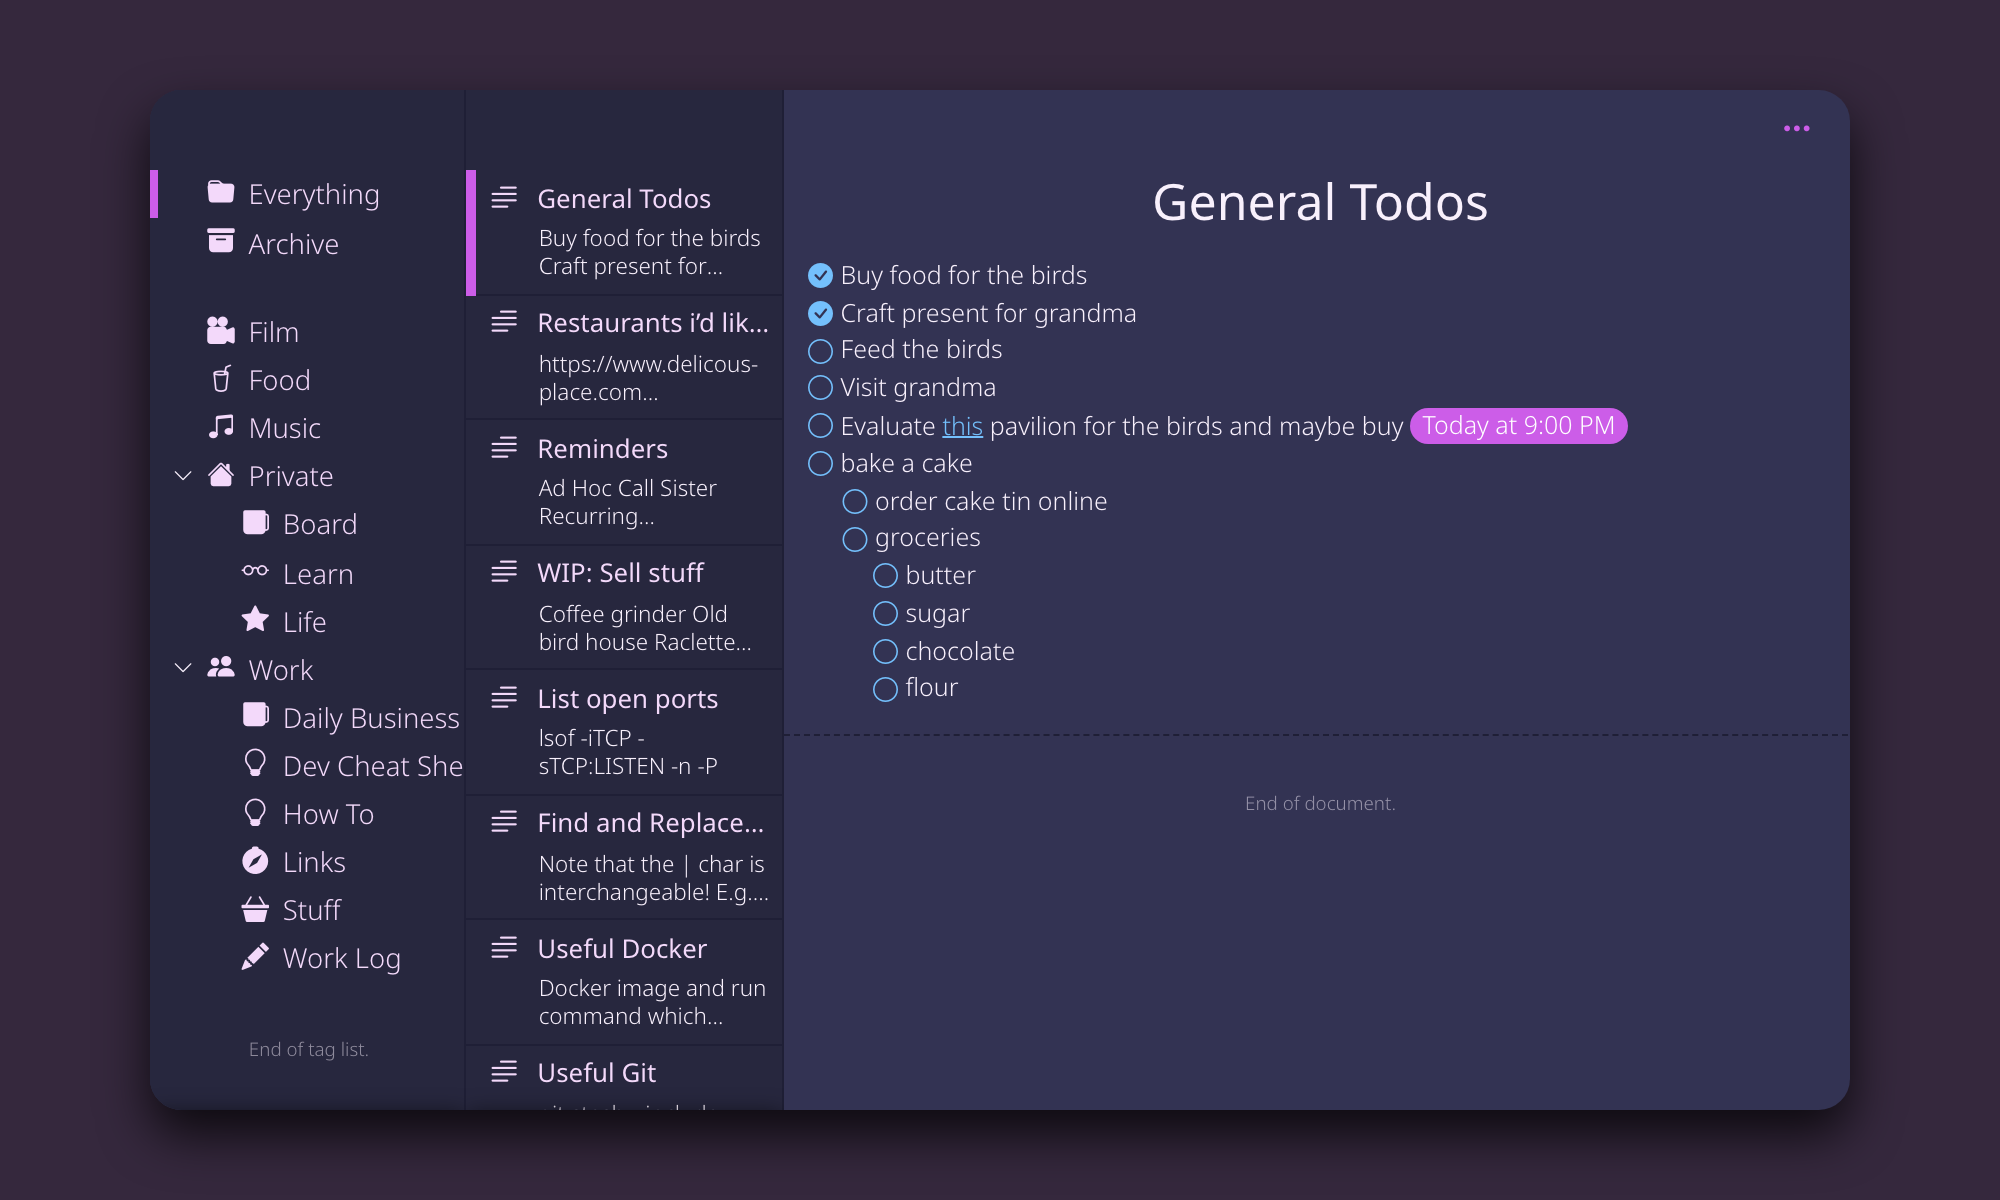 Everything
Archive
Film
Food
Music
Private
Board
Learn
Life
Work
Daily Business
Dev Cheat She
How To
Links
Stuff
Work Log
End of tag list.
General Todos
Buy food for the birds
Craft present for...
Restaurants i’d lik...
https://www.delicous-
place.com...
Reminders
Ad Hoc Call Sister
Recurring...
WIP: Sell stuff
Coffee grinder Old
bird house Raclette...
List open ports
lsof -iTCP -
sTCP:LISTEN -n -P
Find and Replace...
Note that the | char is
interchangeable! E.g....
Useful Docker
Docker image and run
command which...
Useful Git
General Todos
Buy food for the birds
Craft present for grandma
Feed the birds
Visit grandma
Evaluate this pavilion for the birds and maybe buy Today at 9:00 PM
bake a cake
order cake tin online
groceries
butter
sugar
chocolate
flour
End of document.